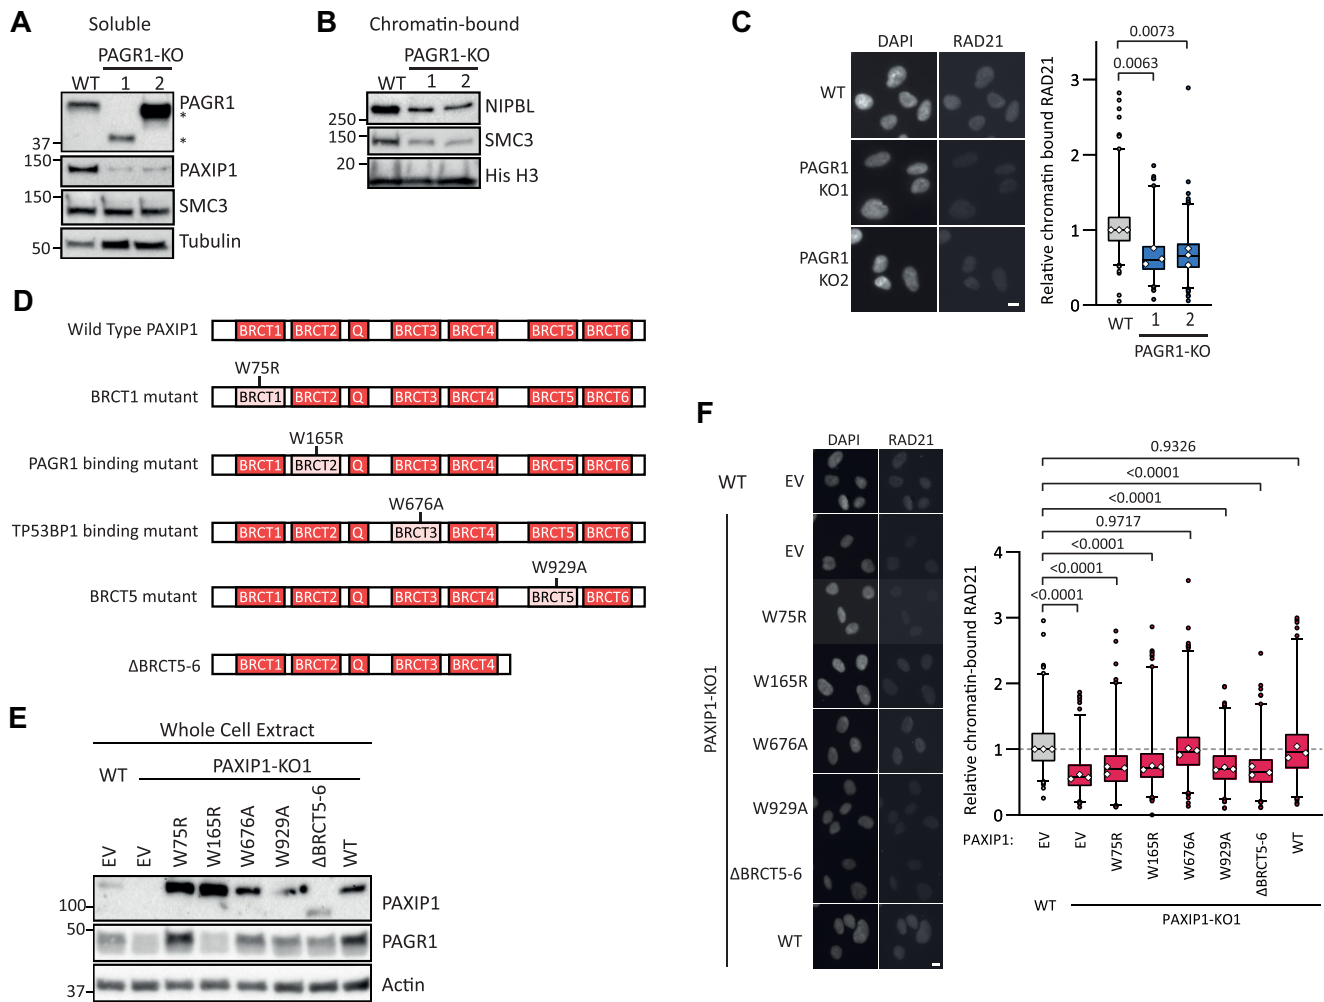 A
Soluble
PAGR1-KO
WT 1 2
PAGR1
*
*
37
150
PAXIP1
150
SMC3
50
Tubulin
B
Chromatin-bound
PAGR1-KO
WT 1 2
NIPBL
250
150
SMC3
20
His H3
C
DAPI RAD21
WT
PAGR1
KO1
PAGR1
KO2
Relative chromatin bound RAD21
0.0073
0.0063
3
2
1
0
WT 1 2
PAGR1-KO
D
Wild Type PAXIP1
BRCT1 BRCT2 Q BRCT3 BRCT4 BRCT5 BRCT6
W75R
BRCT1 mutant
BRCT1 BRCT2 Q BRCT3 BRCT4 BRCT5 BRCT6
W165R
PAGR1 binding mutant
BRCT1 BRCT2 Q BRCT3 BRCT4 BRCT5 BRCT6
W676A
TP53BP1 binding mutant
BRCT1 BRCT2 Q BRCT3 BRCT4 BRCT5 BRCT6
W929A
BRCT5 mutant
BRCT1 BRCT2 Q BRCT3 BRCT4 BRCT5 BRCT6
ΔBRCT5-6
BRCT1 BRCT2 Q BRCT3 BRCT4
E
Whole Cell Extract
WT PAXIP1-KO1
EV EV W75R W165R W676A W929A ΔBRCT5-6 WT
100
PAXIP1
50
PAGR1
37
Actin
F
DAPI RAD21
WT EV
PAXIP1-KO1
EV
W75R
W165R
W676A
W929A
ΔBRCT5-6
WT
Relative chromatin-bound RAD21
0.9326
<0.0001
<0.0001
0.9717
<0.0001
<0.0001
<0.0001
4
3
2
1
0
PAXIP1: EV EV W75R W165R W676A W929A ΔBRCT5-6 WT
WT PAXIP1-KO1